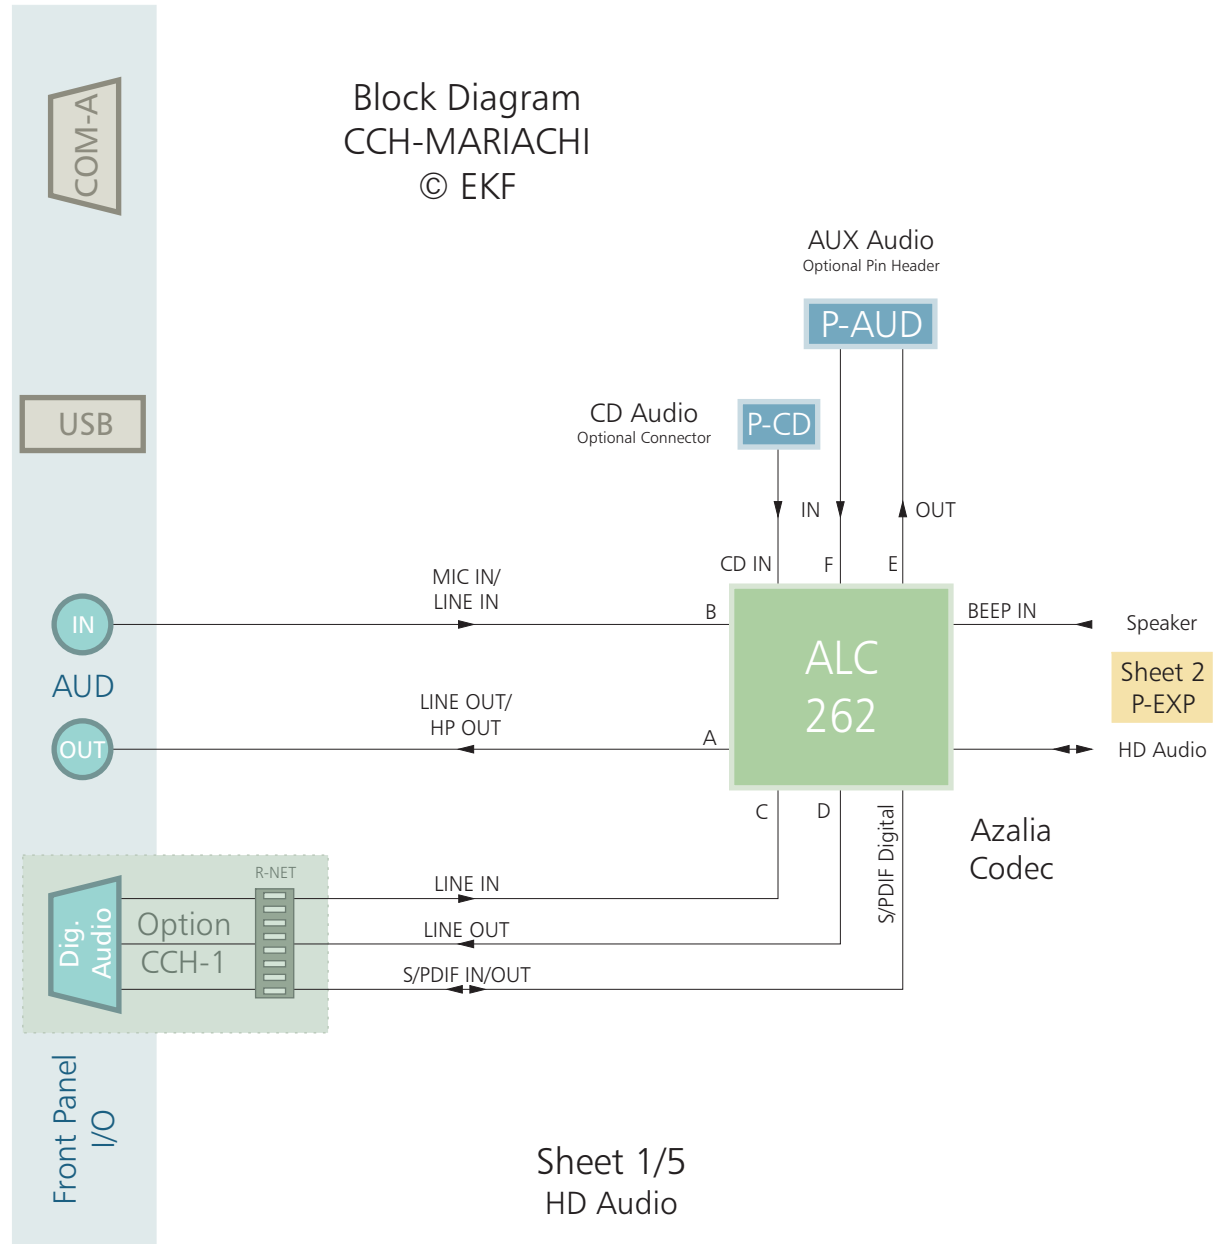 COM-A
Block Diagram
CCH-MARIACHI
© EKF
AUX Audio
Optional Pin Header
P-AUD
USB
CD Audio
Optional Connector
P-CD
IN
OUT
CD IN
F
E
MIC IN/
LINE IN
B
BEEP IN
Speaker
IN
AUD
OUT
ALC
262
Sheet 2
P-EXP
LINE OUT/
HP OUT
A
HD Audio
C
D
S/PDIF Digital
Azalia
Codec
R-NET
Dig.
Audio
Option
CCH-1
LINE IN
LINE OUT
S/PDIF IN/OUT
Front Panel
I/O
Sheet 1/5
HD Audio